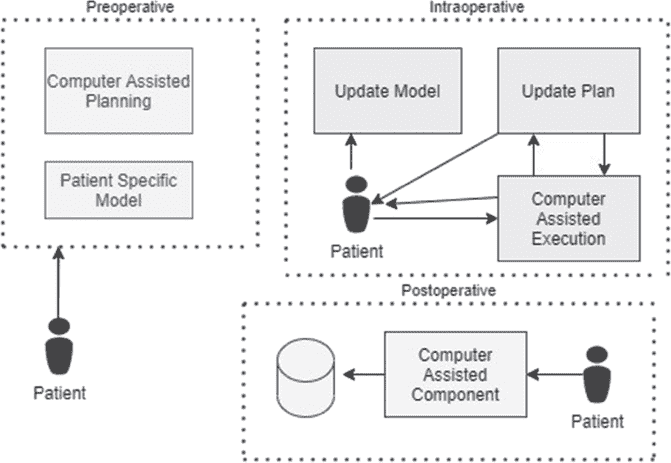 Preoperative
Computer Assisted
Planning
Patient Specific
Model
Patient
Intraoperative
Update Model
Update Plan
Patient
Computer
Assisted
Execution
Postoperative
Computer
Assisted
Component
Patient